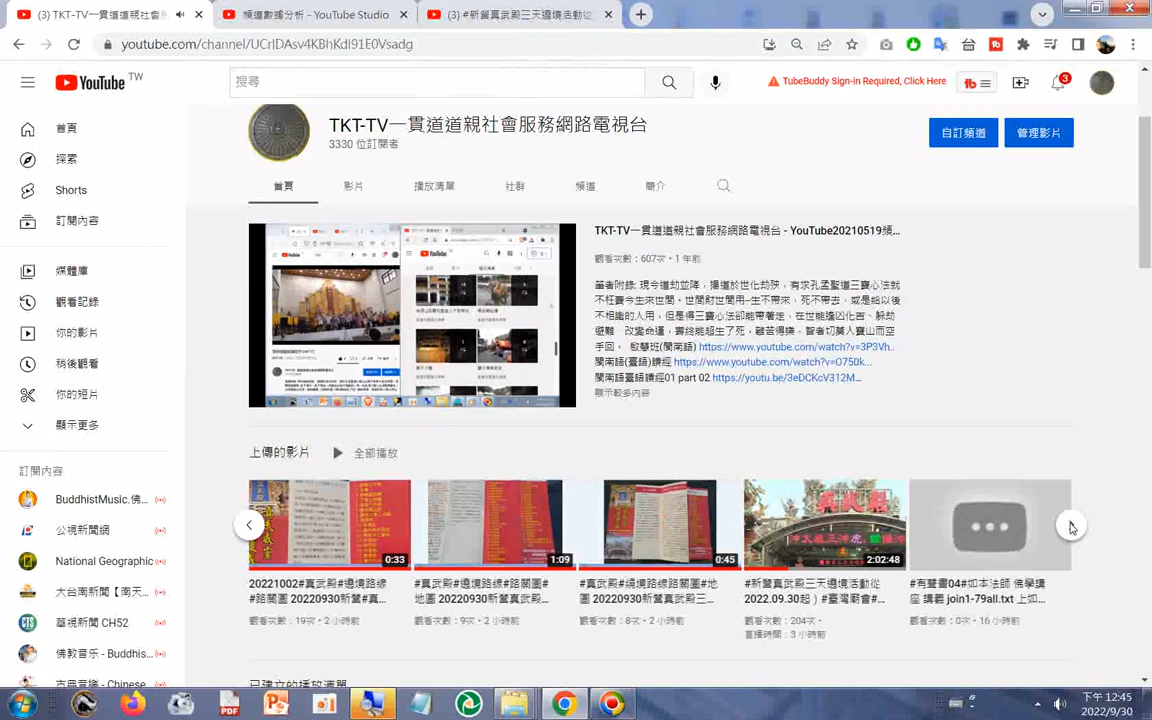 (3) TKT-TV一貫道道親社會服
頻道數據分析 - YouTube Studio
(3) #新營真武殿三天遶境活動從
youtube.com/channel/UCrIDAsv4KBhKdI91E0Vsadg
YouTube TW
搜尋
TubeBuddy Sign-in Required, Click Here
3
首頁
探索
Shorts
訂閱內容
媒體庫
觀看記錄
你的影片
稍後觀看
你的短片
顯示更多
訂閱內容
BuddhistMusic.佛...
公視新聞網
National Geographic
大台南新聞【南天...
華視新聞 CH52
佛教音乐 - Buddhis...
古典音樂 - Chinese
TKT-TV一貫道道親社會服務網路電視台
3330 位訂閱者
自訂頻道
管理影片
首頁 影片 播放清單 社群 頻道 簡介
TKT-TV一貫道道親社會服務網路電視台 - YouTube20210519頻...
觀看次數：607次 • 1 年前
筆者附錄: 現今道劫並降，揚道於世化劫殃，有求孔孟聖道三寶心法就
不枉費今生來世間。世間財世間用—生不帶來，死不帶去，或是給以後
不相識的人用，但是得三寶心法卻能帶著走，在世能逢凶化吉、躲劫
避難、改變命運，壽終能超生了死，離苦得樂。智者切莫入寶山而空
手回。 啟慧班(閩南語) https://www.youtube.com/watch?v=3P3Vh...
閩南語(臺語)讀經 https://www.youtube.com/watch?v=O750k...
閩南語臺語讀經01 part 02 https://youtu.be/3eDCKcV312M...
顯示較多內容
上傳的影片
全部播放
0:33
1:09
0:45
2:02:48
20221002#真武殿#遶境路線
#路關圖 20220930新營#真...
觀看次數：19次 • 2 小時前
#真武殿#遶境路線#路關圖#
地圖 20220930新營#真武殿...
觀看次數：9次 • 2 小時前
#真武殿#繞境路線路關圖#地
圖 20220930新營真武殿三...
觀看次數：8次 • 2 小時前
#新營真武殿三天遶境活動從
2022.09.30起）#臺灣廟會#...
觀看次數：204次 •
直播時間：3 小時前
#有聲書04#如本法師 佛學講
座 講義 join1-79all.txt 上如...
觀看次數：0次 • 16 小時前
已建立的播放清單
下午 12:45
2022/9/30